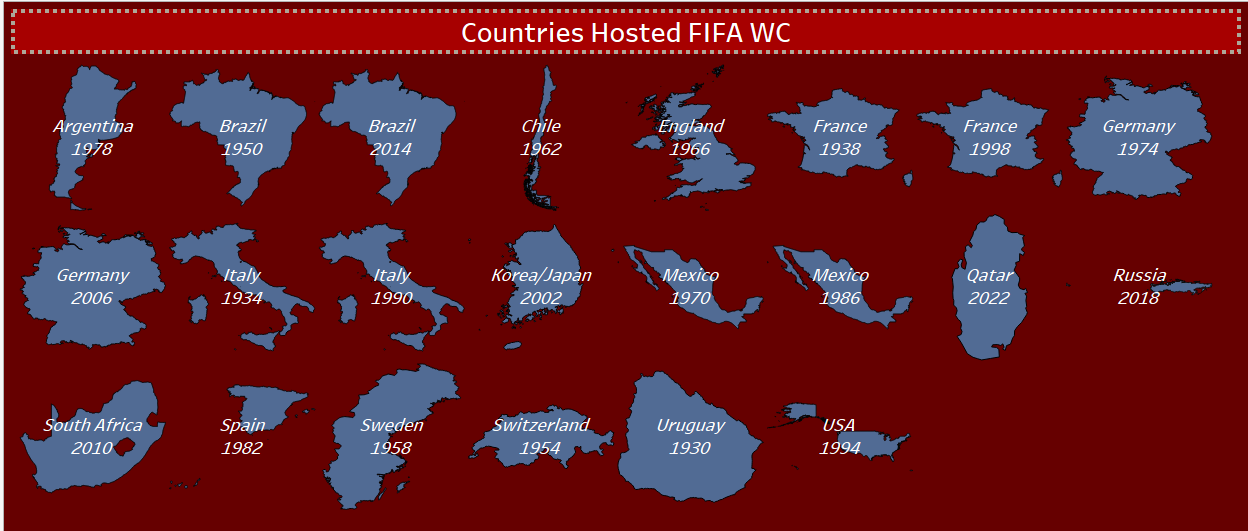 Countries Hosted FIFA WC
Argentina
1978
Brazil
1950
Brazil
2014
Chile
1962
England
1966
France
1938
France
1998
Germany
1974
Germany
2006
Italy
1934
Italy
1990
Korea/Japan
2002
Mexico
1970
Mexico
1986
Qatar
2022
Russia
2018
South Africa
2010
Spain
1982
Sweden
1958
Switzerland
1954
Uruguay
1930
USA
1994